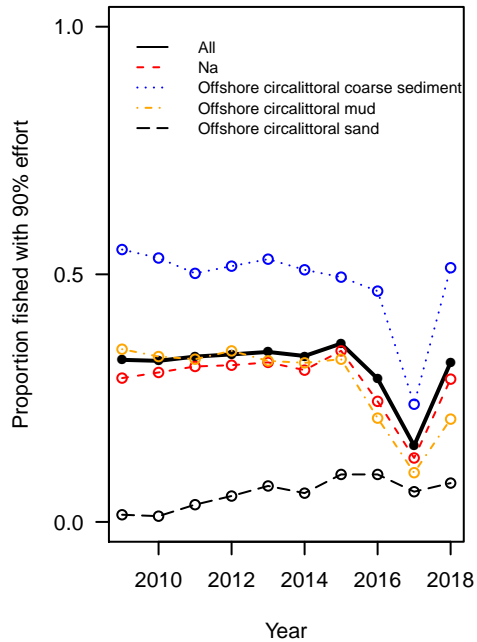 1.0
0.5
0.0
Proportion fished with 90% effort
All
Na
Offshore circalittoral coarse sediment
Offshore circalittoral mud
Offshore circalittoral sand
2010 2012 2014 2016 2018
Year